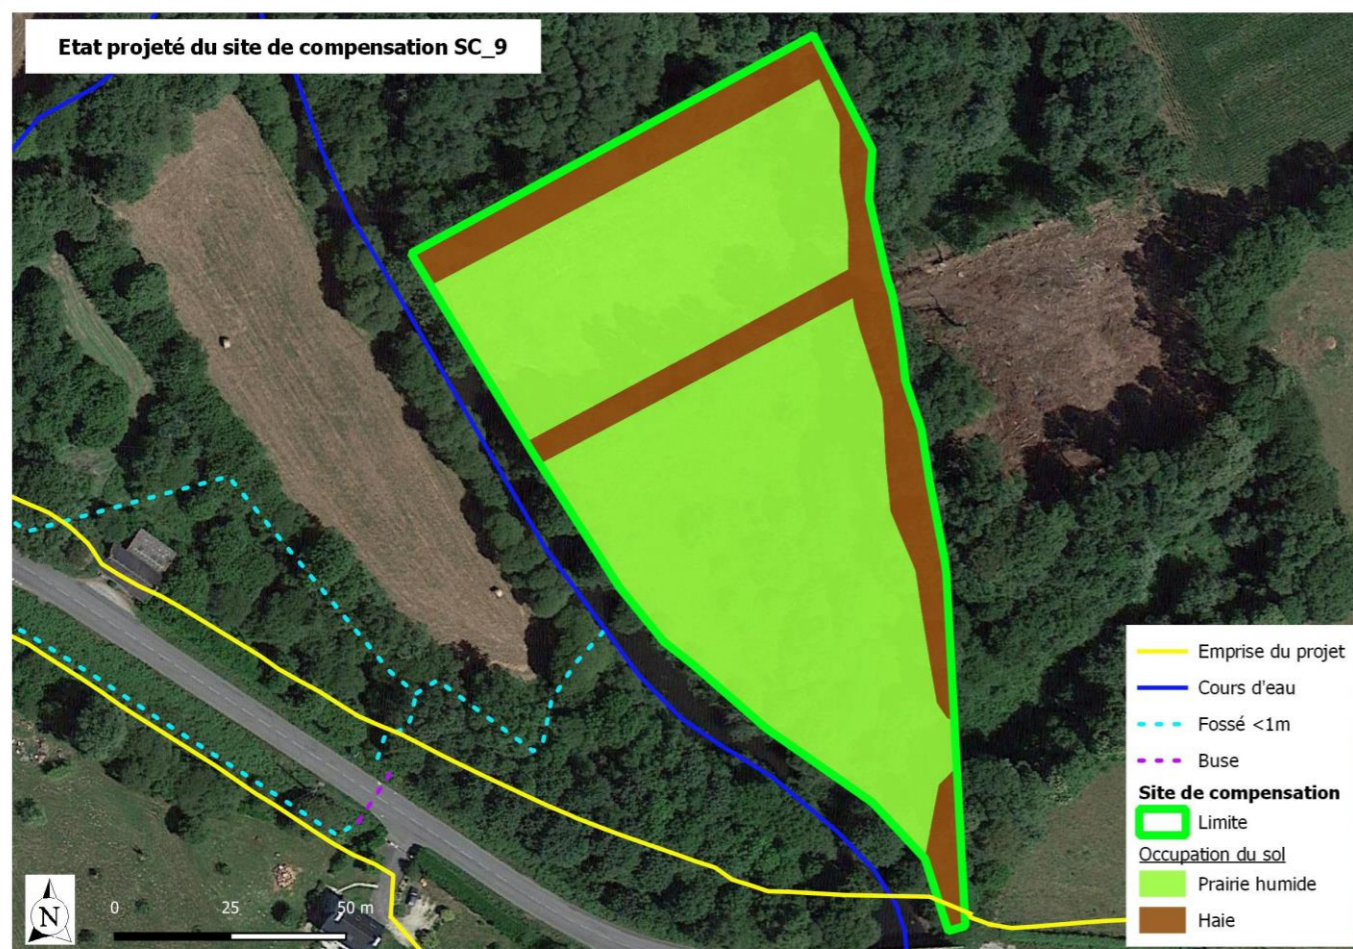 Etat projeté du site de compensation SC_9
Emprise du projet
Cours d'eau
Fossé <1m
Buse
Site de compensation
Limite
Occupation du sol
Prairie humide
Haie
N
0 25 50 m